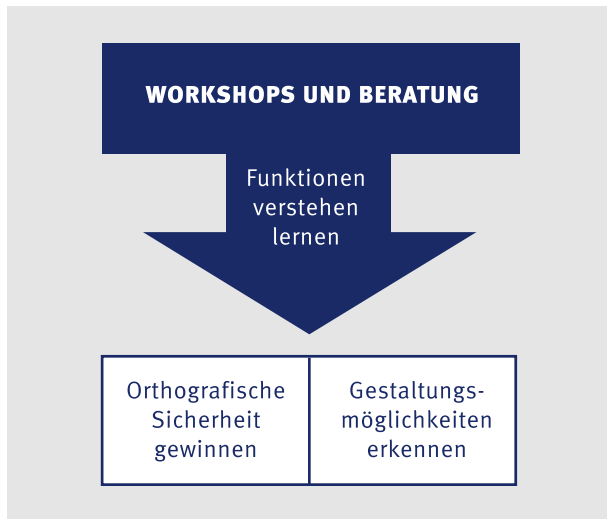 WORKSHOPS UND BERATUNG
Funktionen
verstehen
lernen
Orthografische
Sicherheit
gewinnen
Gestaltungs-
möglichkeiten
erkennen